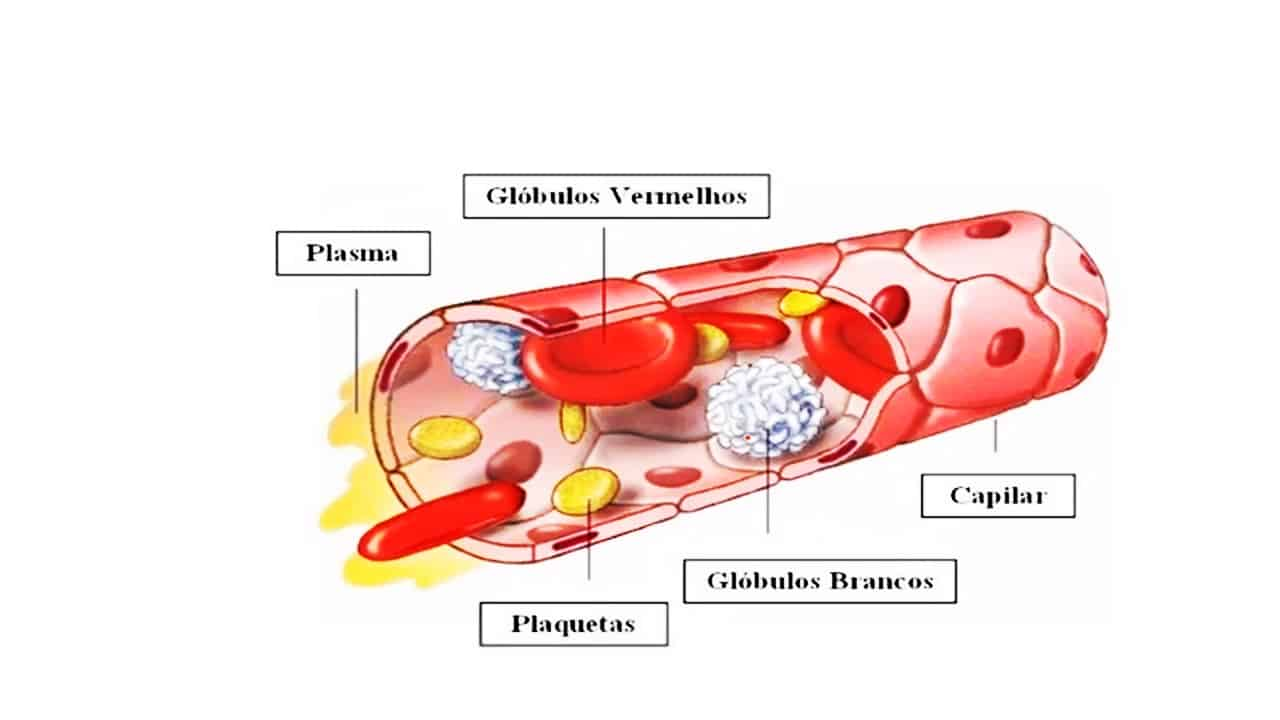 Glóbulos Vermelhos
Plasma
Capilar
Glóbulos Brancos
Plaquetas